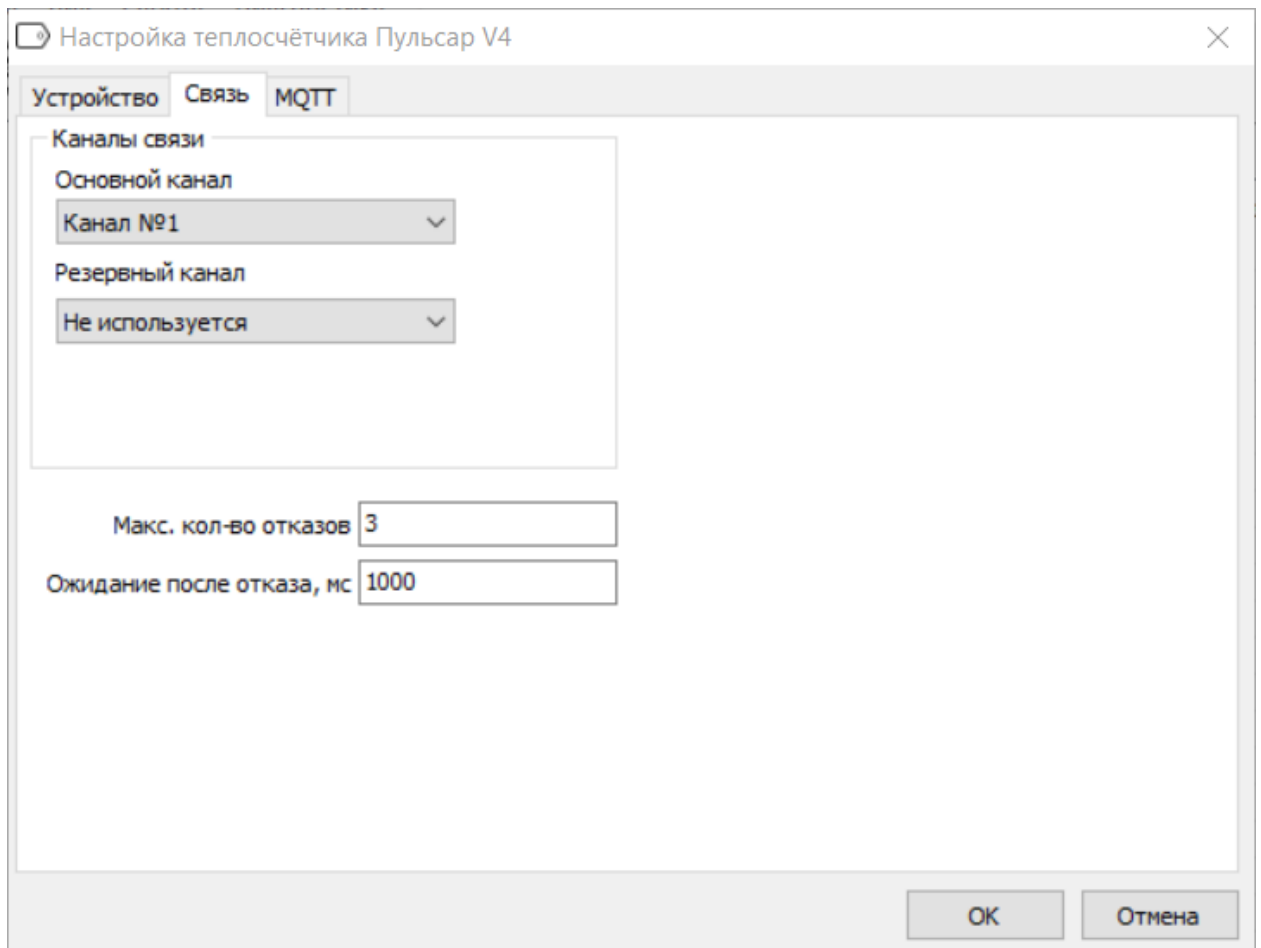 Настройка теплосчётчика Пульсар V4
Устройство Связь MQTT
Каналы связи
Основной канал
Канал №1
Резервный канал
Не используется
Макс. кол-во отказов 3
Ожидание после отказа, мс 1000
OK Отмена